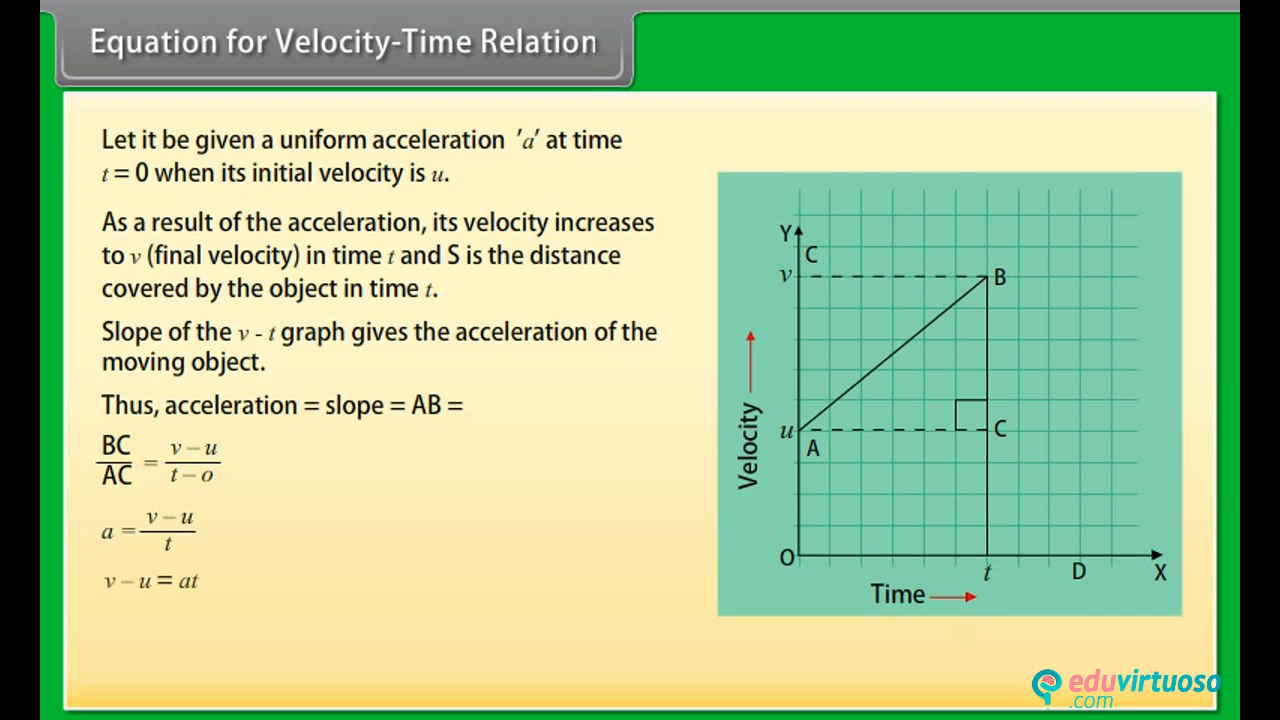 Equation for Velocity-Time Relation
Let it be given a uniform acceleration 'a' at time
t = 0 when its initial velocity is u.
As a result of the acceleration, its velocity increases
to v (final velocity) in time t and S is the distance
covered by the object in time t.
Slope of the v - t graph gives the acceleration of the
moving object.
Thus, acceleration = slope = AB =
BC/AC = v – u/t – o
a = v – u/t
v – u = at
Y
C
v
B
u
A
C
Velocity
O
t
D
X
Time
eduvirtuoso
.com